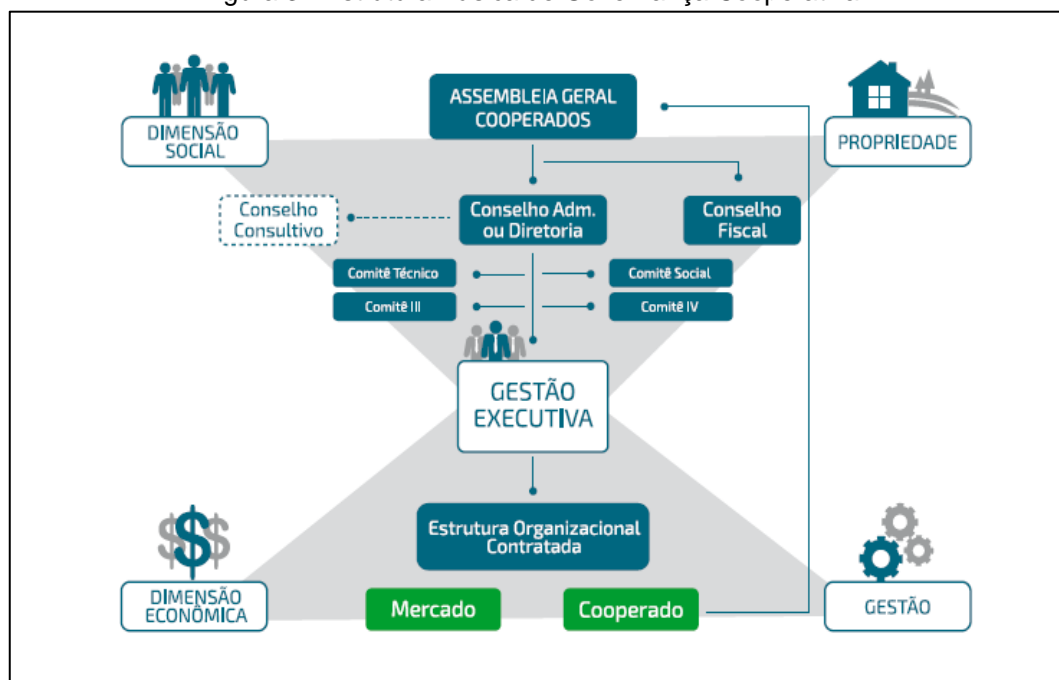 ASSEMBLEIA GERAL
COOPERADOS
DIMENSÃO
SOCIAL
PROPRIEDADE
Conselho
Consultivo
Conselho Adm.
ou Diretoria
Conselho
Fiscal
Comitê Técnico
Comitê Social
Comitê III
Comitê IV
GESTÃO
EXECUTIVA
Estrutura Organizacional
Contratada
DIMENSÃO
ECONÔMICA
Mercado
Cooperado
GESTÃO